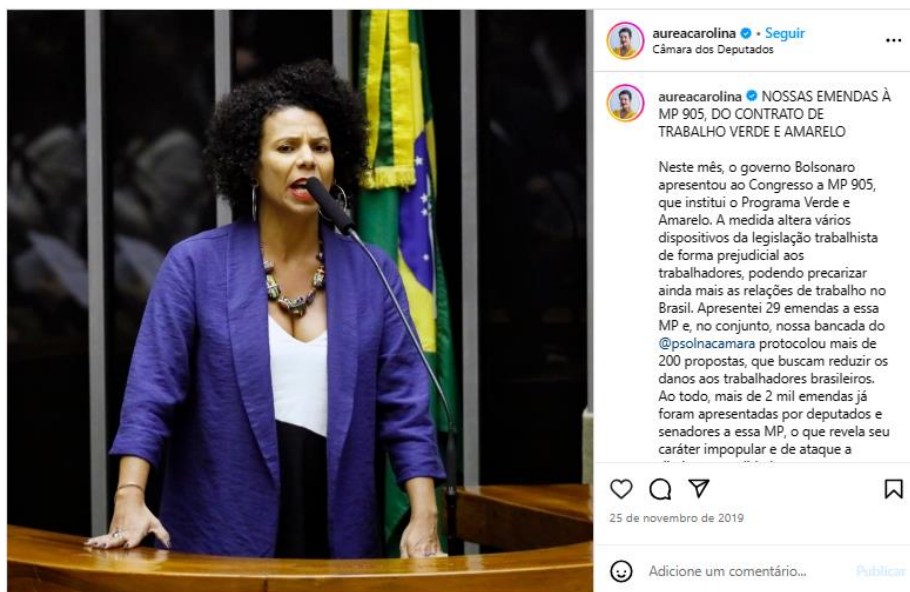 aureacarolina • Seguir
Câmara dos Deputados
aureacarolina NOSSAS EMENDAS À
MP 905, DO CONTRATO DE
TRABALHO VERDE E AMARELO
Neste mês, o governo Bolsonaro
apresentou ao Congresso a MP 905,
que institui o Programa Verde e
Amarelo. A medida altera vários
dispositivos da legislação trabalhista
de forma prejudicial aos
trabalhadores, podendo precarizar
ainda mais as relações de trabalho no
Brasil. Apresentei 29 emendas a essa
MP e, no conjunto, nossa bancada do
@psolnacamara protocolou mais de
200 propostas, que buscam reduzir os
danos aos trabalhadores brasileiros.
Ao todo, mais de 2 mil emendas já
foram apresentadas por deputados e
senadores a essa MP, o que revela seu
caráter impopular e de ataque a
25 de novembro de 2019
Adicione um comentário...
Publicar